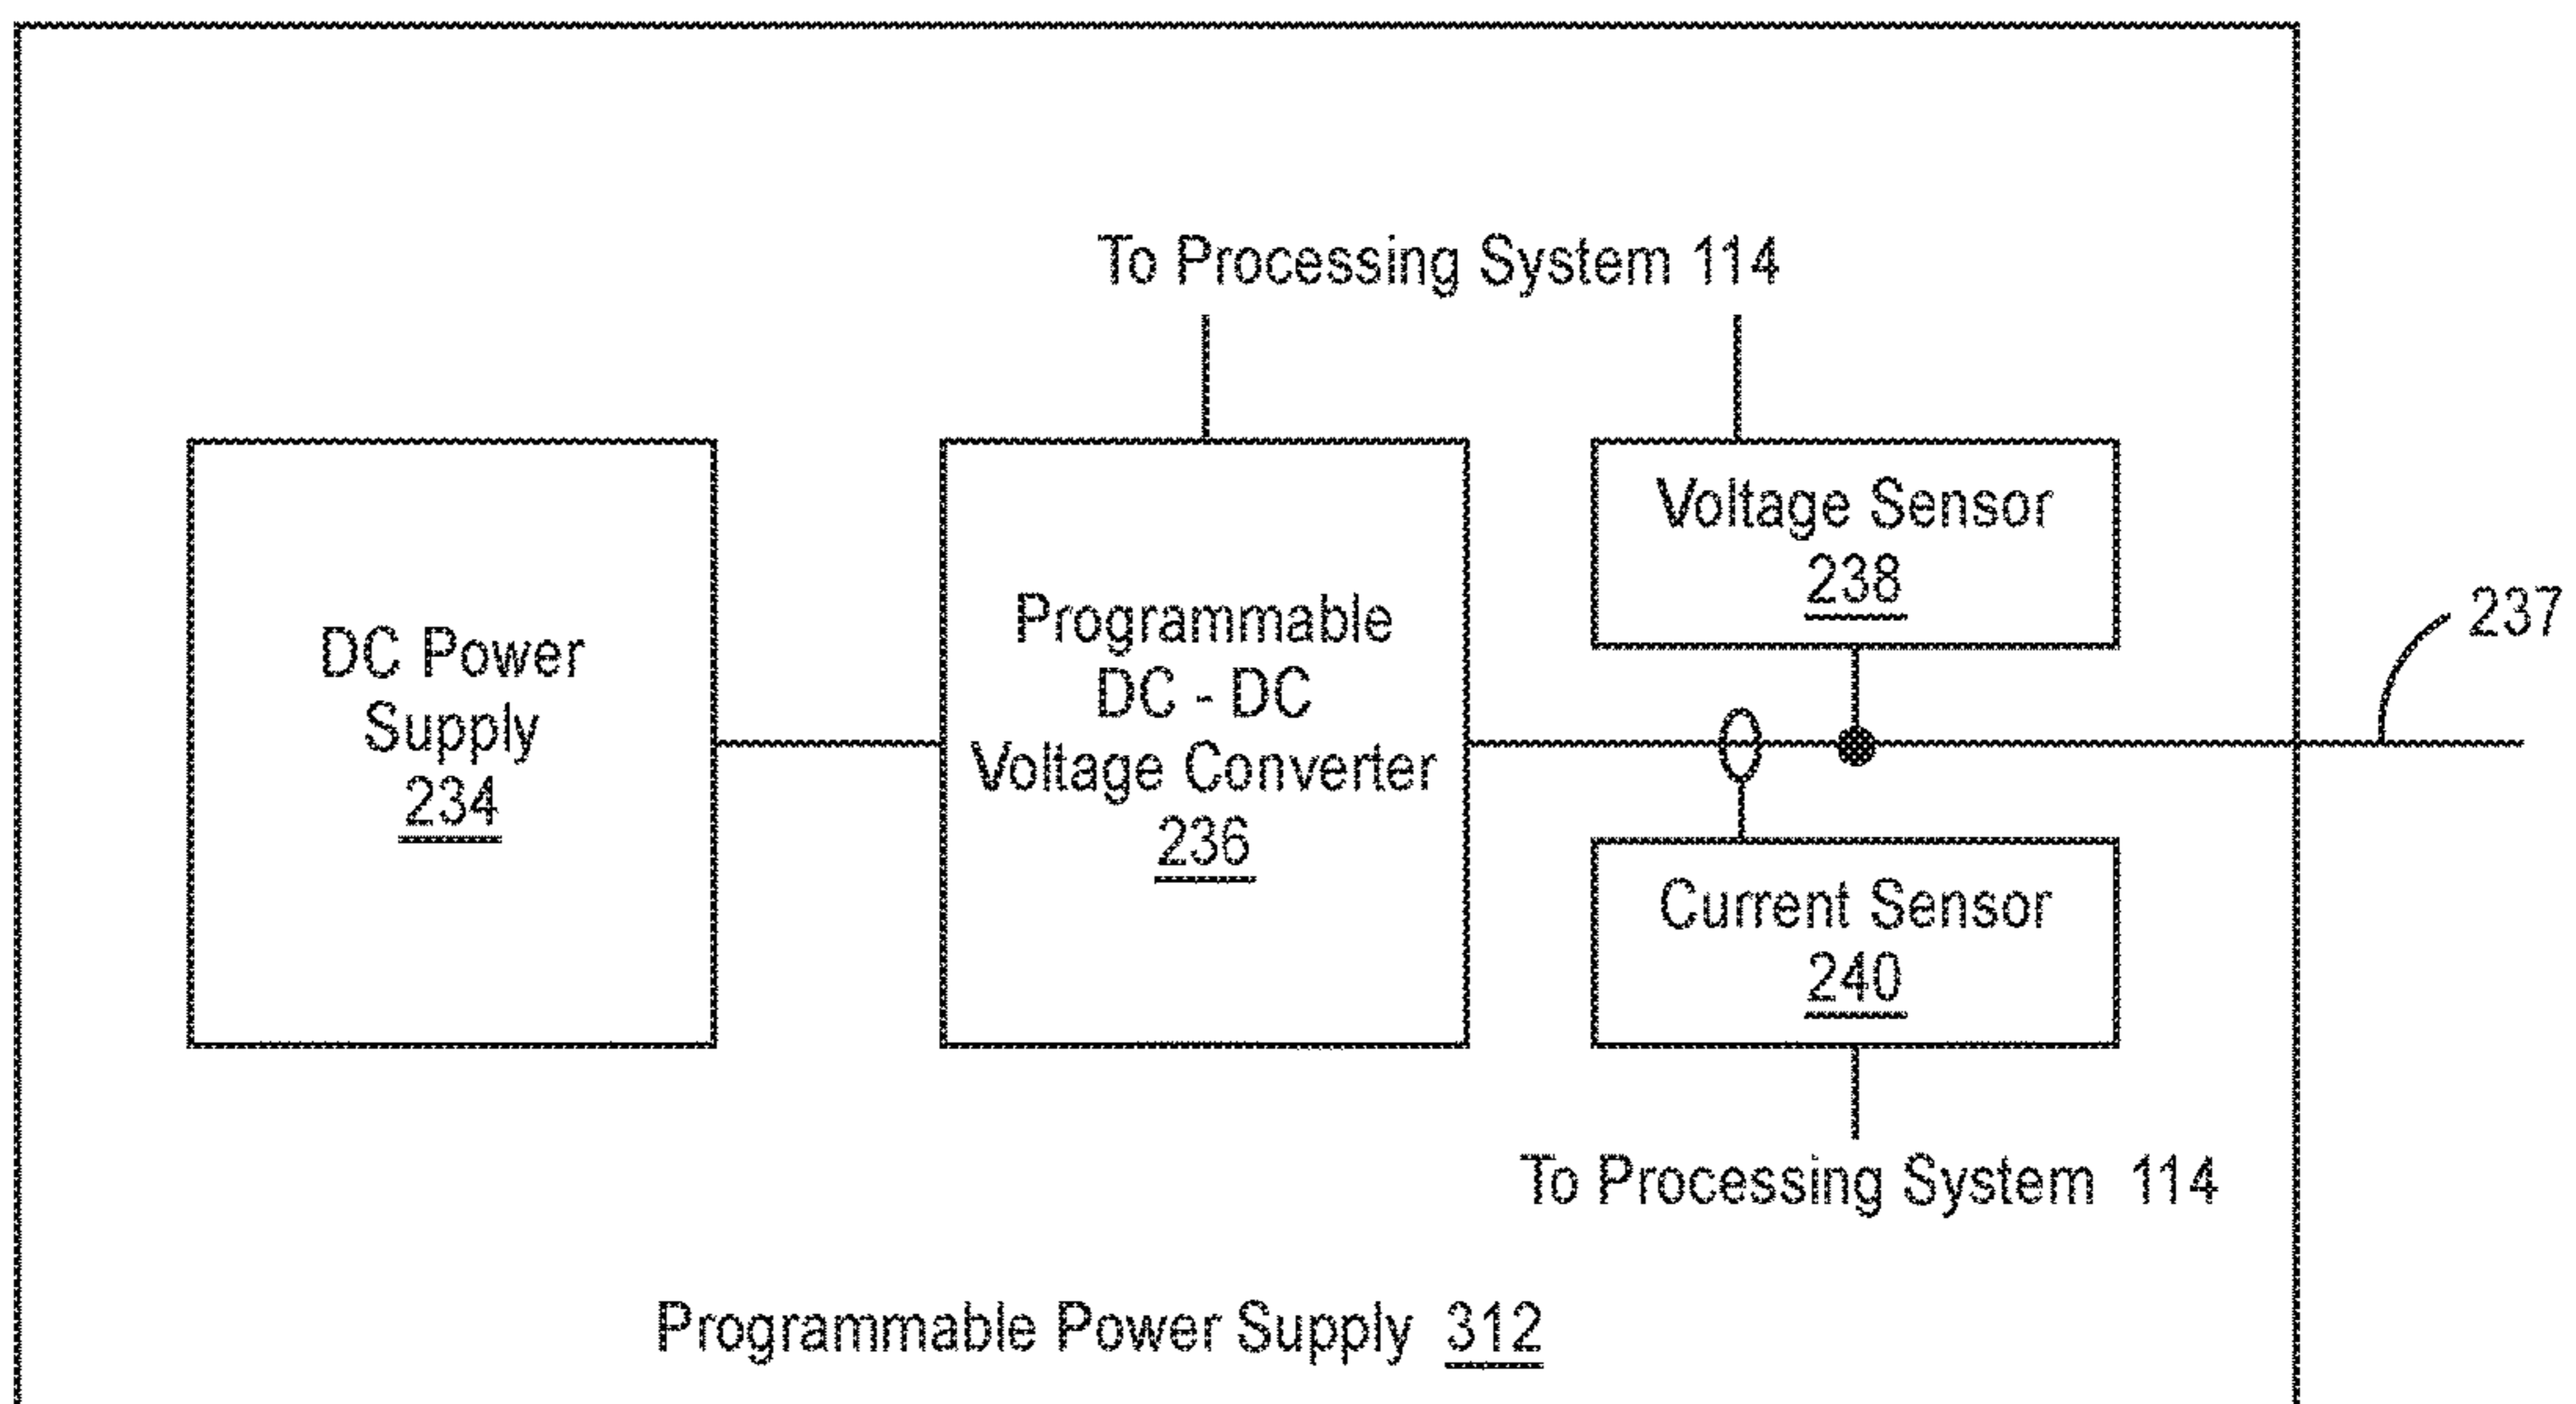 To Processing System 114
DC Power
Supply
234
Programmable
DC - DC
Voltage Converter
236
Voltage Sensor
238
237
Current Sensor
240
To Processing System 114
Programmable Power Supply 312